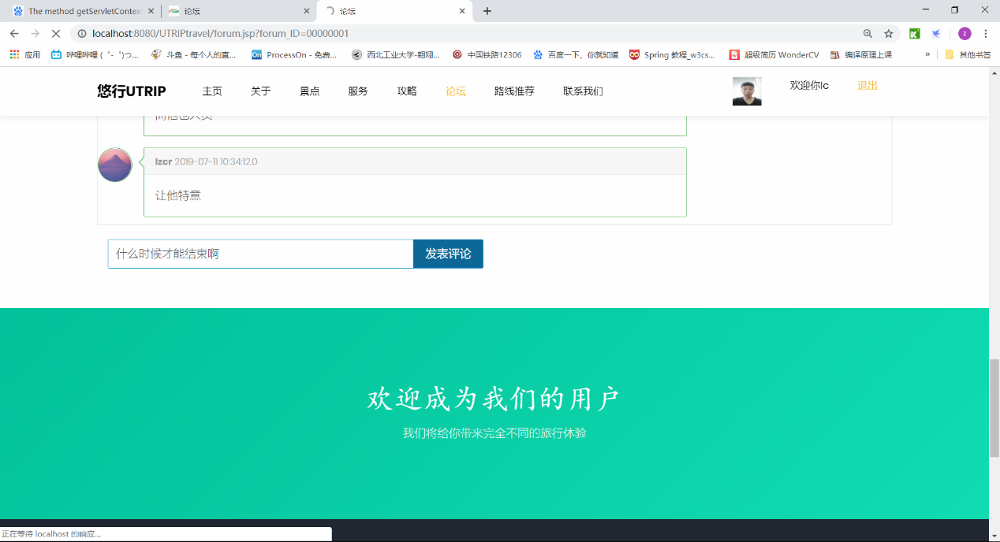 The method getServletContext
论坛
论坛
localhost:8080/UTRIPtravel/forum.jsp?forum_ID=00000001
z
应用
哔哩哔哩 (゜-゜)つ...
斗鱼 - 每个人的直...
On ProcessOn - 免费...
西北工业大学-翱翔...
中国铁路12306
百度一下，你就知道
Spring 教程_w3cs...
超级简历 WonderCV
编译原理上课
»
其他书签
悠行UTRIP
主页
关于
景点
服务
攻略
论坛
路线推荐
联系我们
欢迎你lc
退出
lzcr 2019-07-11 10:34:12.0
让他特意
什么时候才能结束啊
发表评论
欢迎成为我们的用户
我们将给你带来完全不同的旅行体验
正在等待 localhost 的响应...